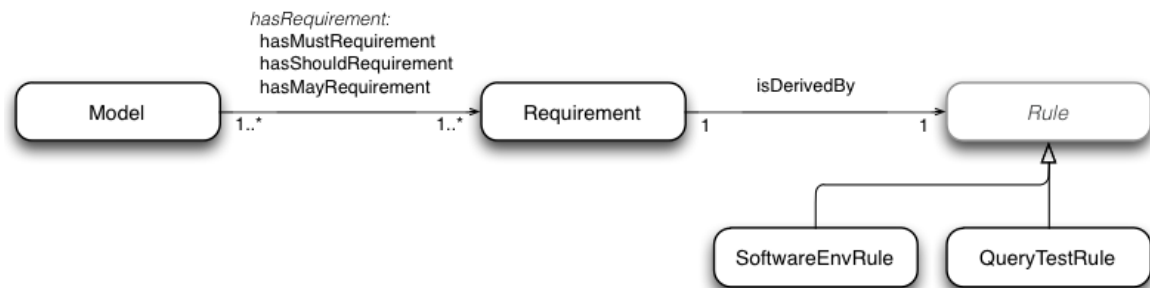 hasRequirement:
hasMustRequirement
hasShouldRequirement
hasMayRequirement
Model
1..*
1..*
Requirement
isDerivedBy
1
1
Rule
SoftwareEnvRule
QueryTestRule